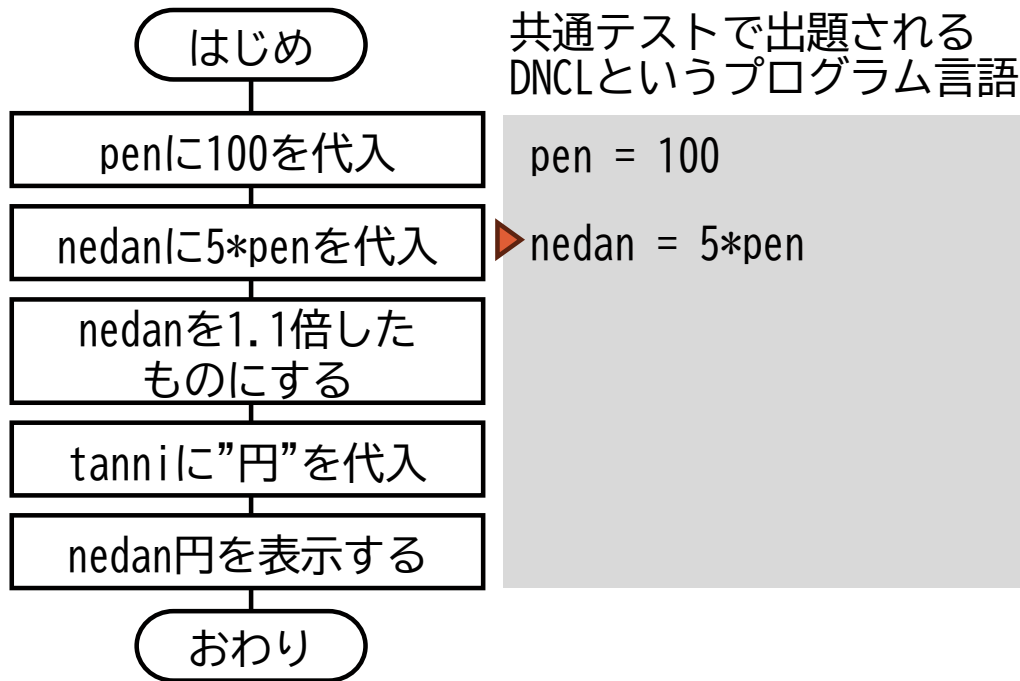 はじめ
共通テストで出題される
DNCLというプログラム言語
penに100を代入
pen = 100
nedanに5*penを代入
nedan = 5*pen
nedanを1.1倍した
ものにする
tanniに”円”を代入
nedan円を表示する
おわり